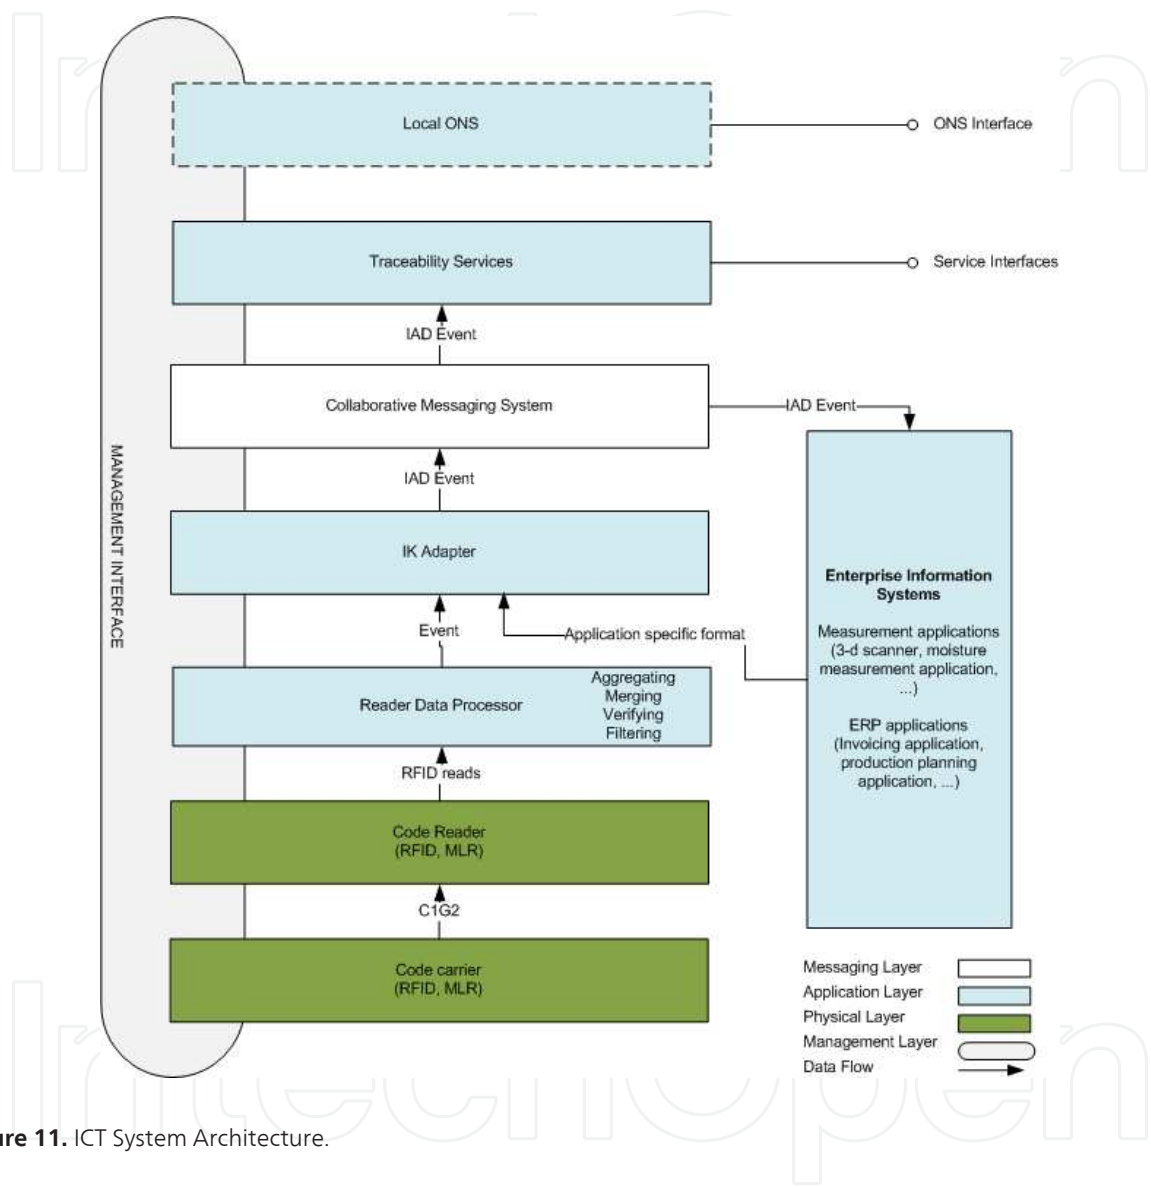 Local ONS
ONS Interface
Traceability Services
Service Interfaces
IAD Event
Collaborative Messaging System
IAD Event
IAD Event
MANAGEMENT INTERFACE
IK Adapter
Enterprise Information
Systems
Measurement applications
(3-d scanner, moisture
measurement application,
...)
ERP applications
(Invoicing application,
production planning
application, ...)
Event
Application specific format
Reader Data Processor
Aggregating
Merging
Verifying
Filtering
RFID reads
Code Reader
(RFID, MLR)
C1G2
Code carrier
(RFID, MLR)
Messaging Layer
Application Layer
Physical Layer
Management Layer
Data Flow
IntechOpen
ure 11. ICT System Architecture.